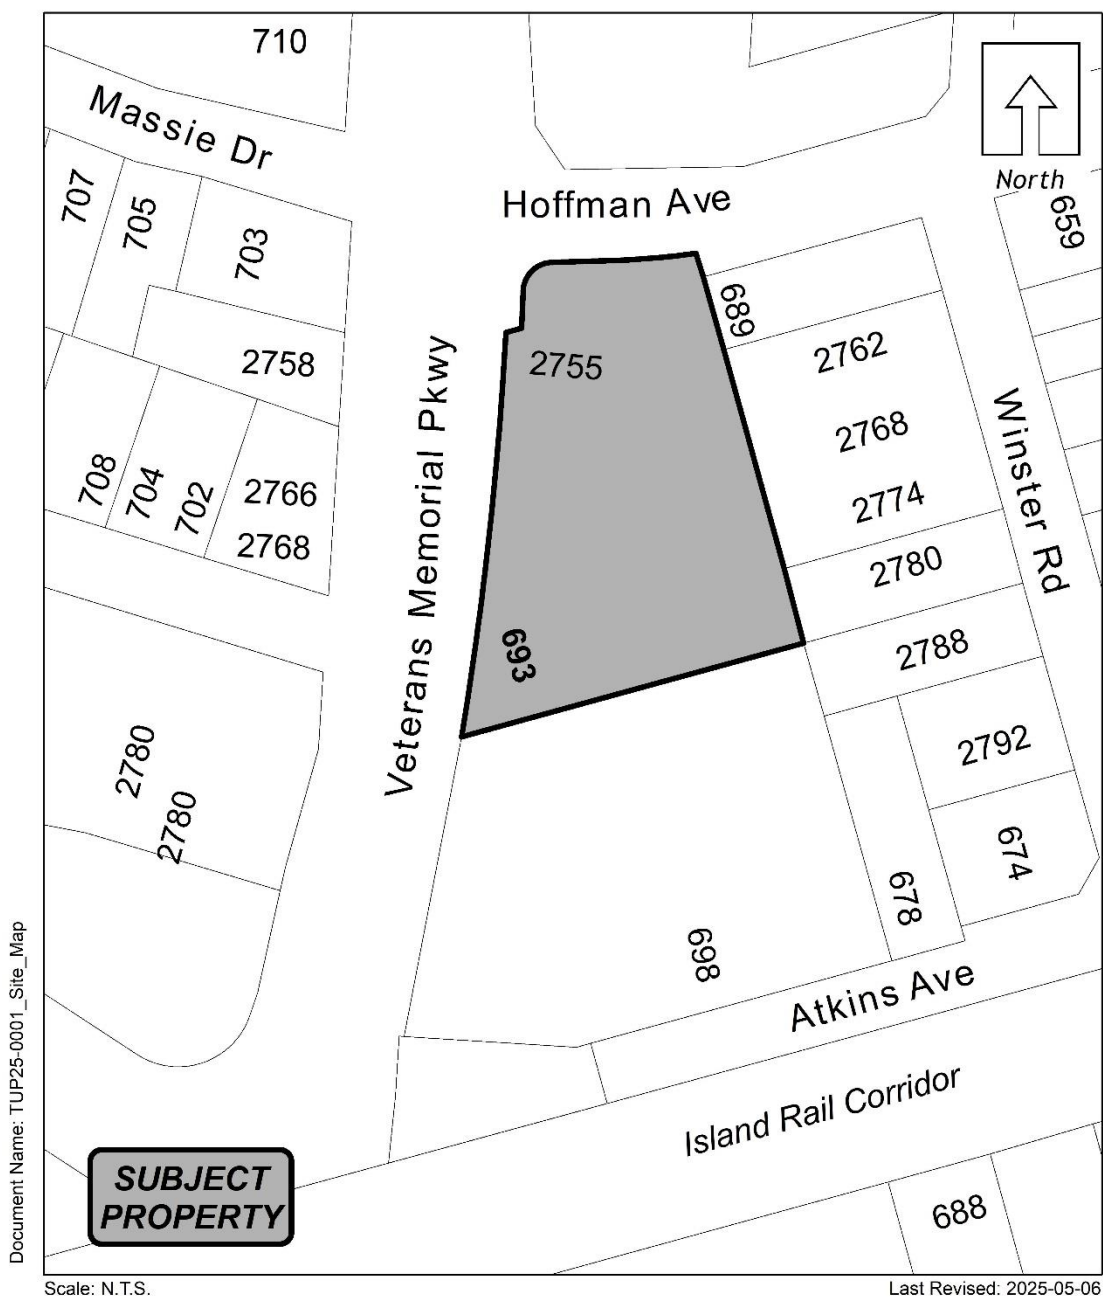 710
Massie Dr
North
707
705
703
659
Hoffman Ave
689
2755
2762
2758
2768
Winster Rd
Veterans Memorial Pkwy
708
704
702
2766
2774
2768
2780
693
2788
2780
2780
2792
674
678
698
Atkins Ave
Island Rail Corridor
688
SUBJECT
PROPERTY
Document Name: TUP25-0001_Site_Map
Scale: N.T.S.
Last Revised: 2025-05-06